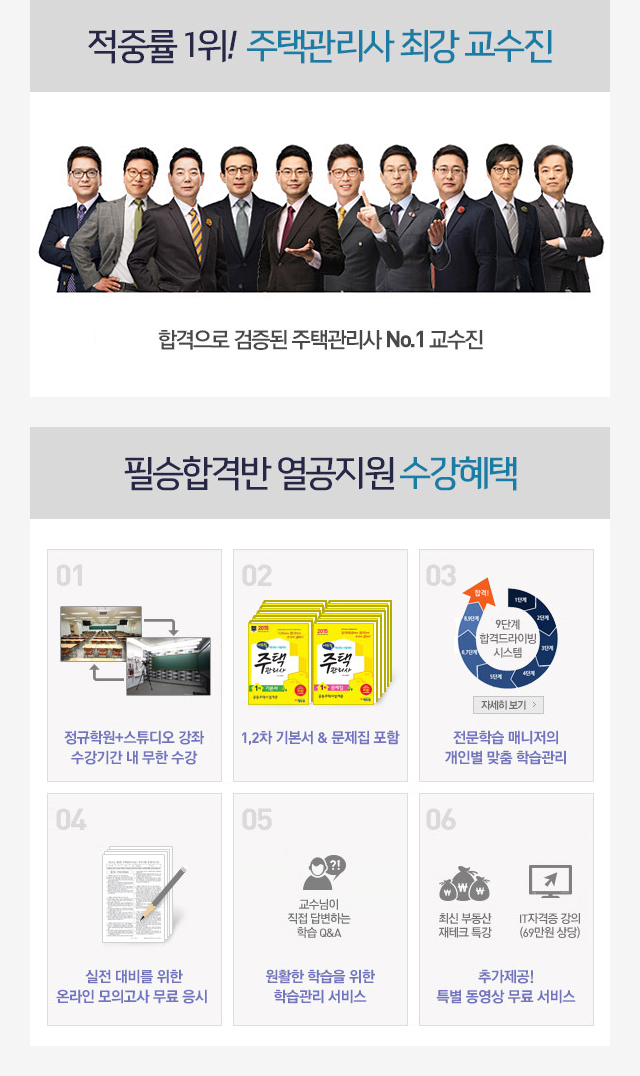 적중률 1위! 주택관리사 최강 교수진
합격으로 검증된 주택관리사 No.1 교수진
필승합격반 열공지원 수강혜택
01
정규학원+스튜디오 강좌
수강기간 내 무한 수강
02
2015
주택
관리사
1차 기본서
2015
주택
관리사
1차 문제집
1,2차 기본서 & 문제집 포함
03
합격!
1단계
2단계
3단계
4단계
5단계
6,7단계
8,9단계
9단계
합격드라이빙
시스템
자세히 보기 >
전문학습 매니저의
개인별 맞춤 학습관리
04
실전 대비를 위한
온라인 모의고사 무료 응시
05
?!
교수님이
직접 답변하는
학습 Q&A
원활한 학습을 위한
학습관리 서비스
06
₩ ₩ ₩
최신 부동산
재테크 특강
IT자격증 강의
(69만원 상당)
추가제공!
특별 동영상 무료 서비스